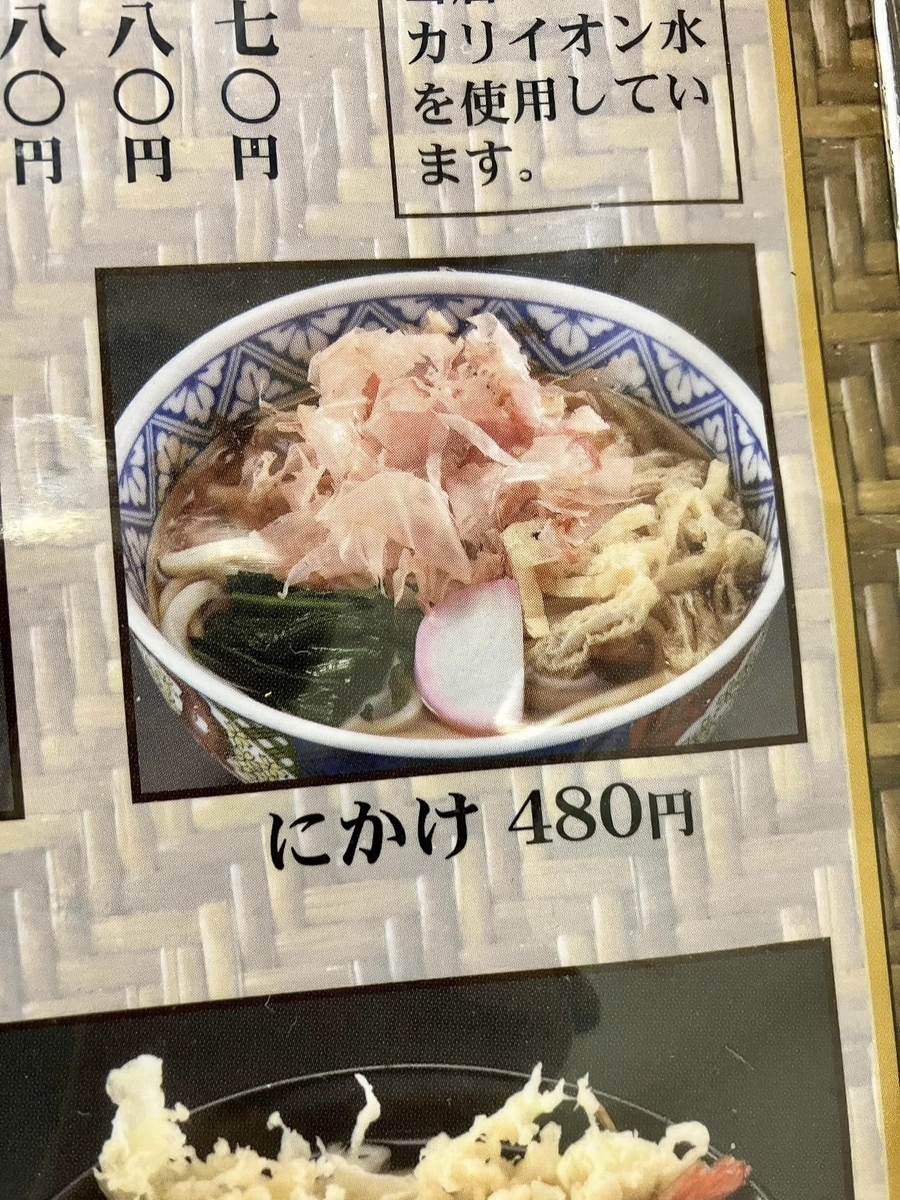 七〇円
八〇円
八〇円
カリイオン水
を使用してい
ます。
にかけ 480円